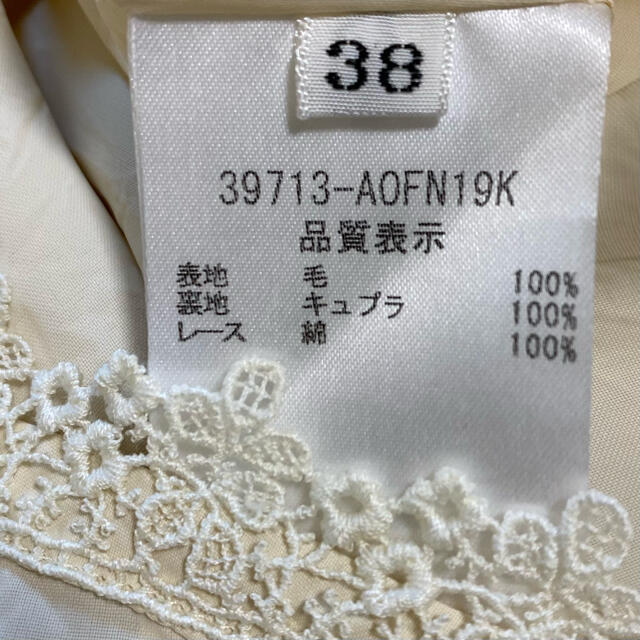 38
39713-AOFN19K
品質表示
表地 毛 100%
裏地 キュプラ 100%
レース 綿 100%